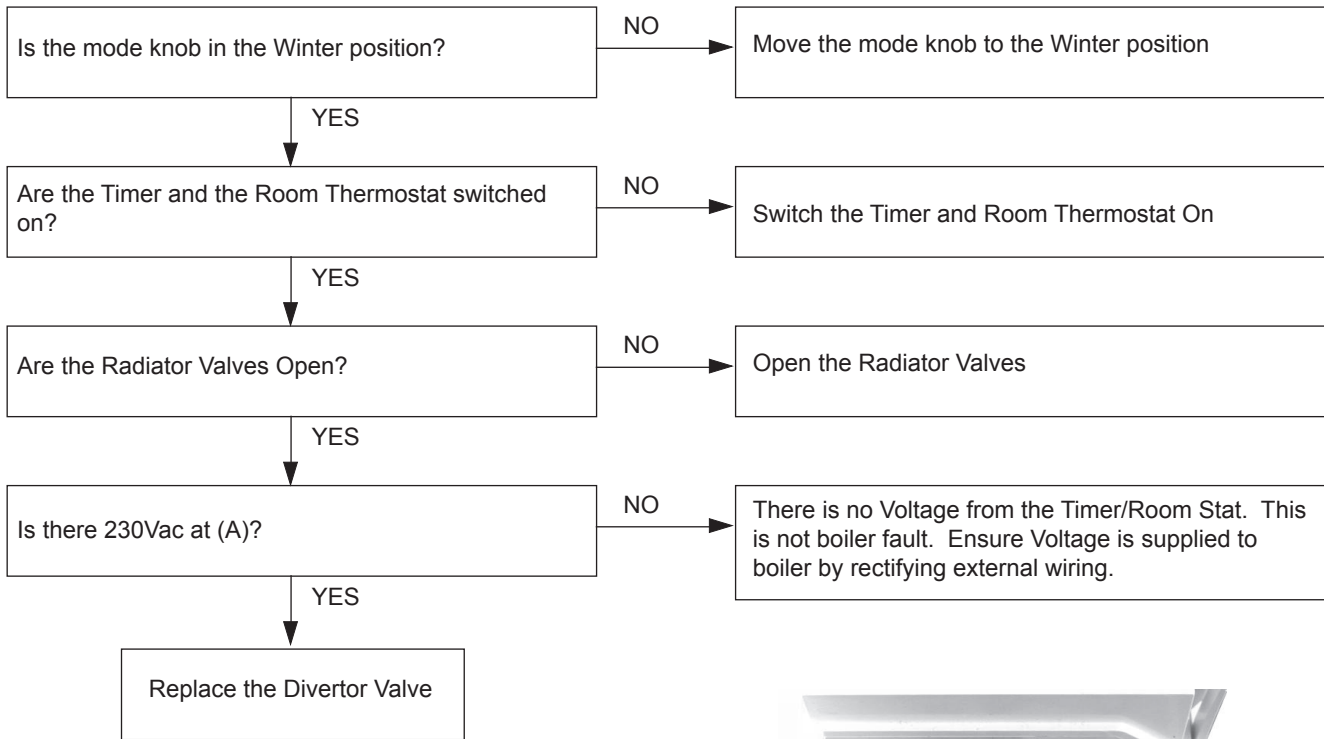 Is the mode knob in the Winter position?
NO
Move the mode knob to the Winter position
YES
Are the Timer and the Room Thermostat switched
on?
NO
Switch the Timer and Room Thermostat On
YES
Are the Radiator Valves Open?
NO
Open the Radiator Valves
YES
Is there 230Vac at (A)?
NO
There is no Voltage from the Timer/Room Stat.  This
is not boiler fault.  Ensure Voltage is supplied to
boiler by rectifying external wiring.
YES
Replace the Divertor Valve